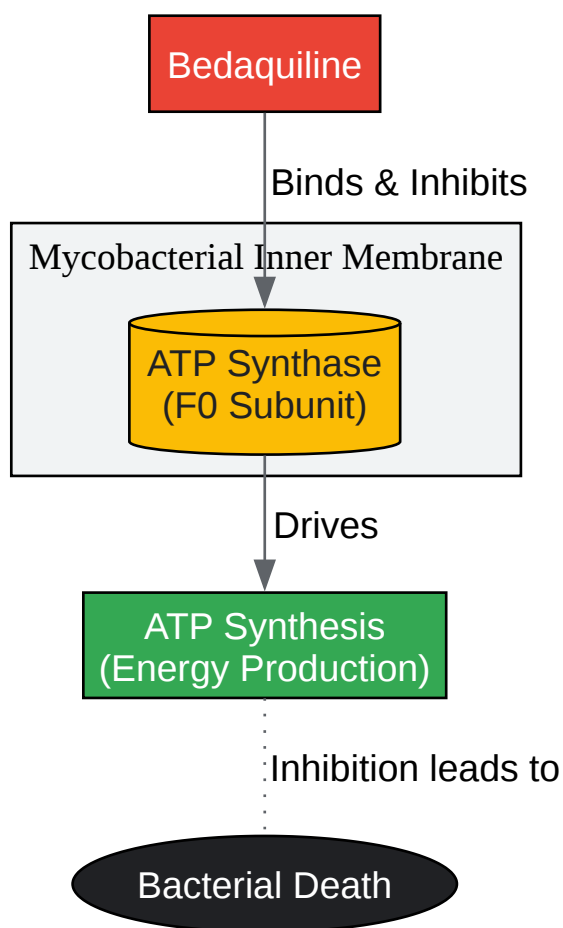 Bedaquiline
Binds & Inhibits
Mycobacterial Inner Membrane
ATP Synthase
(F0 Subunit)
Drives
ATP Synthesis
(Energy Production)
Inhibition leads to
Bacterial Death